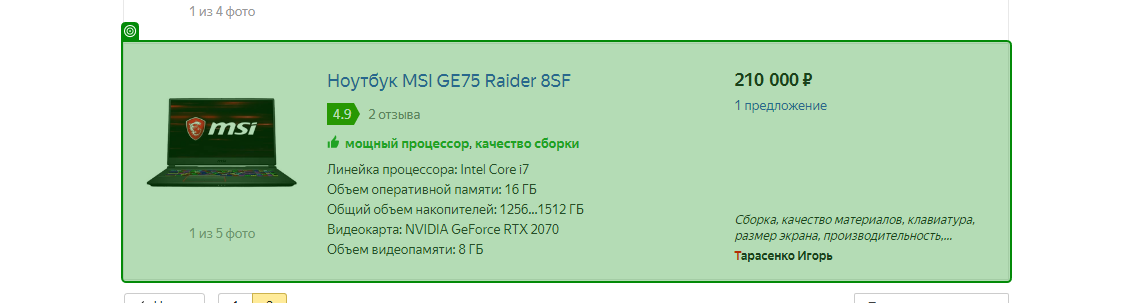 1 из 4 фото
Ноутбук MSI GE75 Raider 8SF
210 000 ₽
4.9 2 отзыва
1 предложение
мощный процессор, качество сборки
msi
Линейка процессора: Intel Core i7
Объем оперативной памяти: 16 ГБ
Общий объем накопителей: 1256...1512 ГБ
Видеокарта: NVIDIA GeForce RTX 2070
Объем видеопамяти: 8 ГБ
1 из 5 фото
Сборка, качество материалов, клавиатура,
размер экрана, производительность,...
Тарасенко Игорь
1